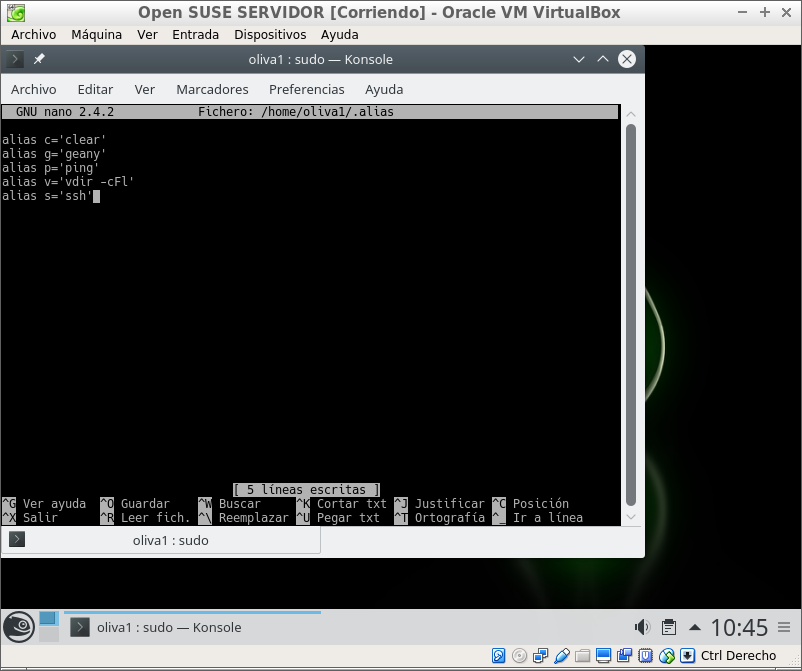 Open SUSE SERVIDOR [Corriendo] - Oracle VM VirtualBox
Archivo Máquina Ver Entrada Dispositivos Ayuda
oliva1 : sudo — Konsole
Archivo Editar Ver Marcadores Preferencias Ayuda
GNU nano 2.4.2 Fichero: /home/oliva1/.alias
alias c='clear'
alias g='geany'
alias p='ping'
alias v='vdir -cFl'
alias s='ssh'
[ 5 líneas escritas ]
^G Ver ayuda ^O Guardar ^W Buscar ^K Cortar txt ^J Justificar ^C Posición
^X Salir ^R Leer fich. ^\ Reemplazar ^U Pegar txt ^T Ortografía ^_ Ir a línea
oliva1 : sudo
oliva1 : sudo — Konsole
10:45
Ctrl Derecho